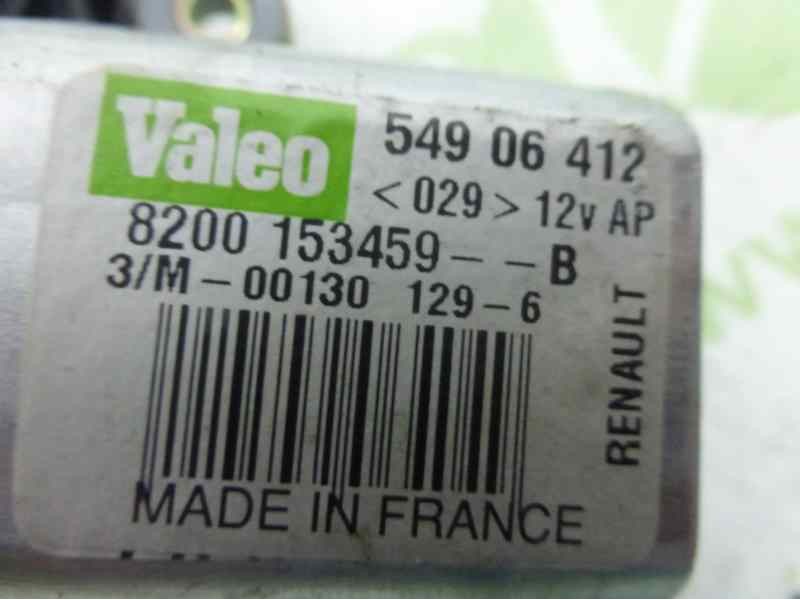 Valeo
549 06 412
<029> 12v AP
8200 153459--B
3/M-00130 129-6
RENAULT
MADE IN FRANCE